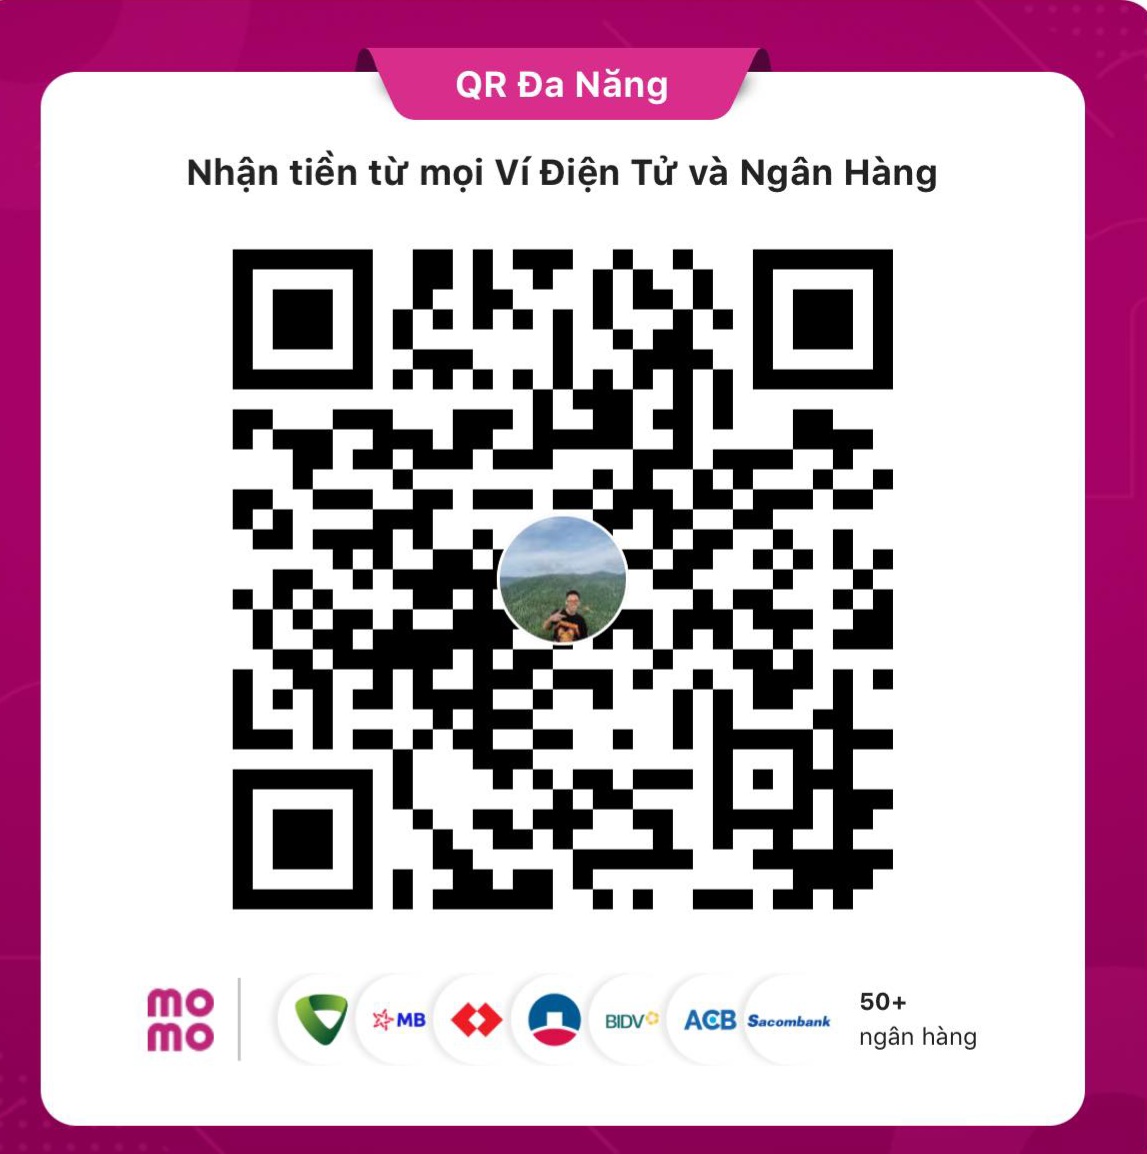 QR Đa Năng
Nhận tiền từ mọi Ví Điện Tử và Ngân Hàng
mo
mo
MB
BIDV
ACB
Sacombank
50+
ngân hàng